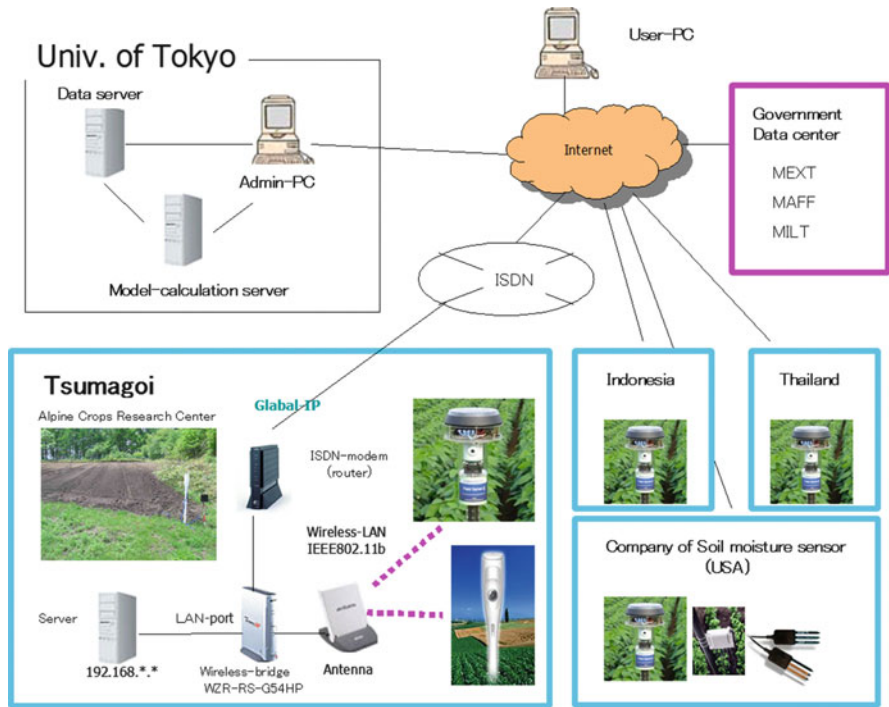 User-PC
Univ. of Tokyo
Data server
Admin-PC
Model-calculation server
Internet
Government
Data center
MEXT
MAFF
MILT
ISDN
Tsumagoi
Alpine Crops Research Center
Global-IP
ISDN-modem
(router)
Wireless-LAN
IEEE802.11b
Server
192.168.*.*
LAN-port
Wireless-bridge
WZR-RS-G54HP
Antenna
Indonesia
Thailand
Company of Soil moisture sensor
(USA)